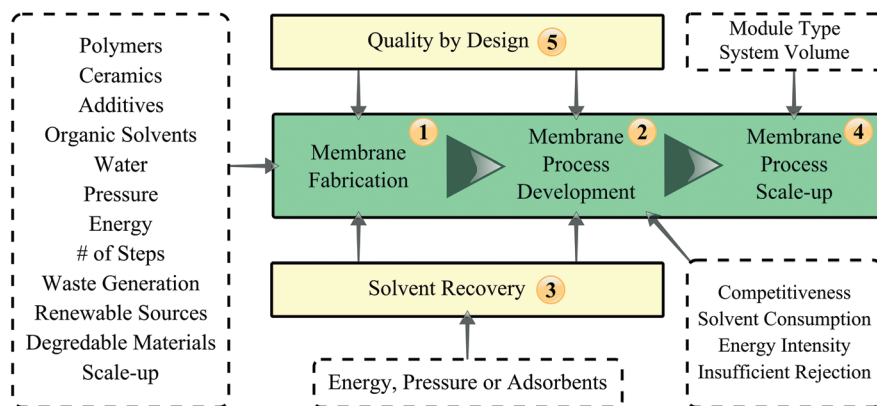 Polymers
Ceramics
Additives
Organic Solvents
Water
Pressure
Energy
# of Steps
Waste Generation
Renewable Sources
Degredable Materials
Scale-up
Quality by Design 5
Module Type
System Volume
1
Membrane
Fabrication
2
Membrane
Process
Development
4
Membrane
Process
Scale-up
Solvent Recovery 3
Energy, Pressure or Adsorbents
Competitiveness
Solvent Consumption
Energy Intensity
Insufficient Rejection